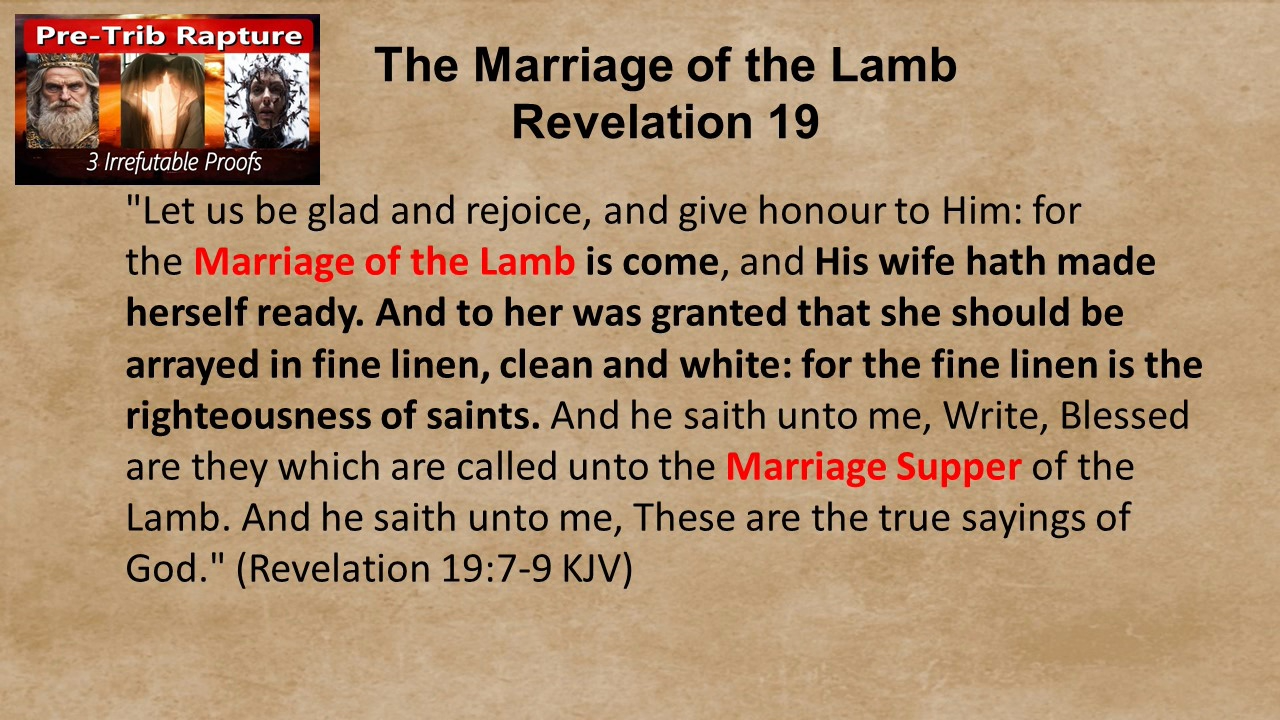 Pre-Trib Rapture
3 Irrefutable Proofs
The Marriage of the Lamb
Revelation 19
"Let us be glad and rejoice, and give honour to Him: for
the Marriage of the Lamb is come, and His wife hath made
herself ready. And to her was granted that she should be
arrayed in fine linen, clean and white: for the fine linen is the
righteousness of saints. And he saith unto me, Write, Blessed
are they which are called unto the Marriage Supper of the
Lamb. And he saith unto me, These are the true sayings of
God." (Revelation 19:7-9 KJV)